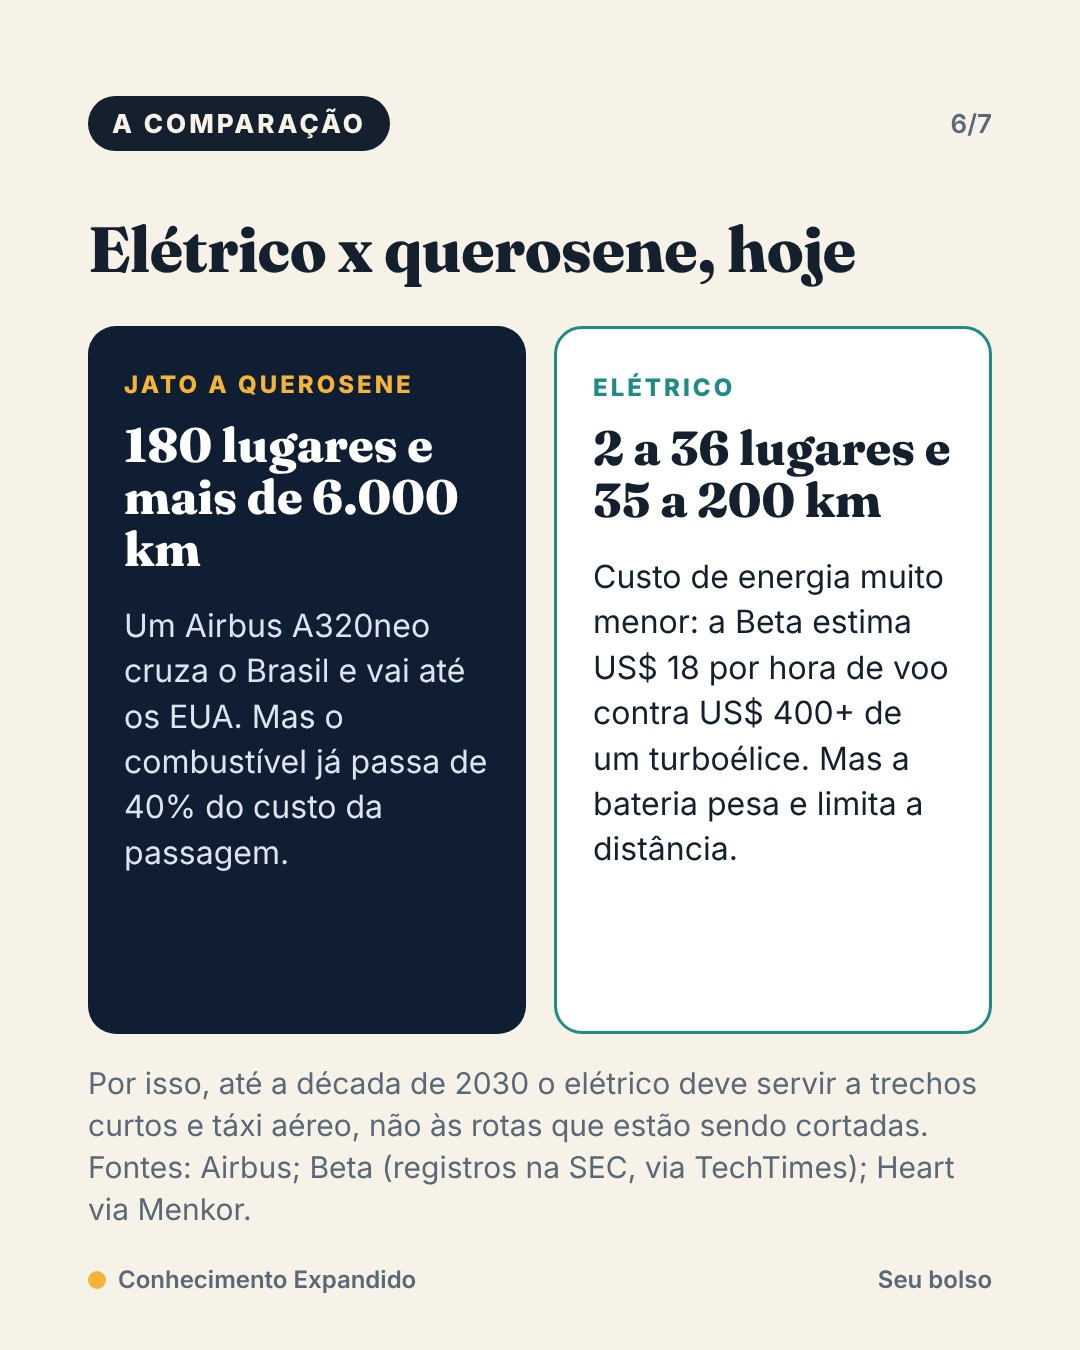 A COMPARAÇÃO
6/7
Elétrico x querosene, hoje
JATO A QUEROSENE
180 lugares e
mais de 6.000
km
Um Airbus A320neo
cruza o Brasil e vai até
os EUA. Mas o
combustível já passa de
40% do custo da
passagem.
ELÉTRICO
2 a 36 lugares e
35 a 200 km
Custo de energia muito
menor: a Beta estima
US$ 18 por hora de voo
contra US$ 400+ de
um turboélice. Mas a
bateria pesa e limita a
distância.
Por isso, até a década de 2030 o elétrico deve servir a trechos
curtos e táxi aéreo, não às rotas que estão sendo cortadas.
Fontes: Airbus; Beta (registros na SEC, via TechTimes); Heart
via Menkor.
Conhecimento Expandido
Seu bolso